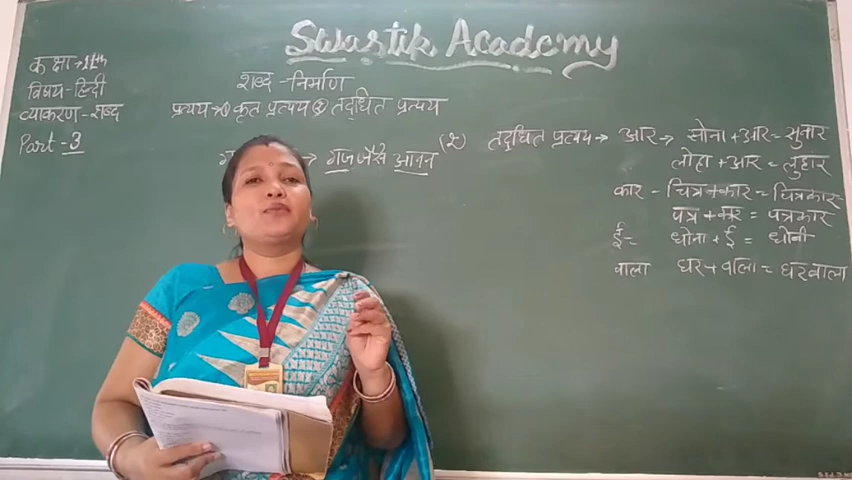 Swastik Academy
कक्षा → 11th
विषय - हिंदी
व्याकरण - शब्द
Part - 3
शब्द - निर्माण
प्रत्यय → ① कृत प्रत्यय ② तद्धित प्रत्यय
→ गज जैसे आनन
(२) तद्धित प्रत्यय → आर → सोना + आर = सुनार
लोहा + आर = लुहार
कार - चित्र + कार = चित्रकार
पत्र + कार = पत्रकार
ई = धोना + ई = धोबी
वाला घर + वाला = घरवाला